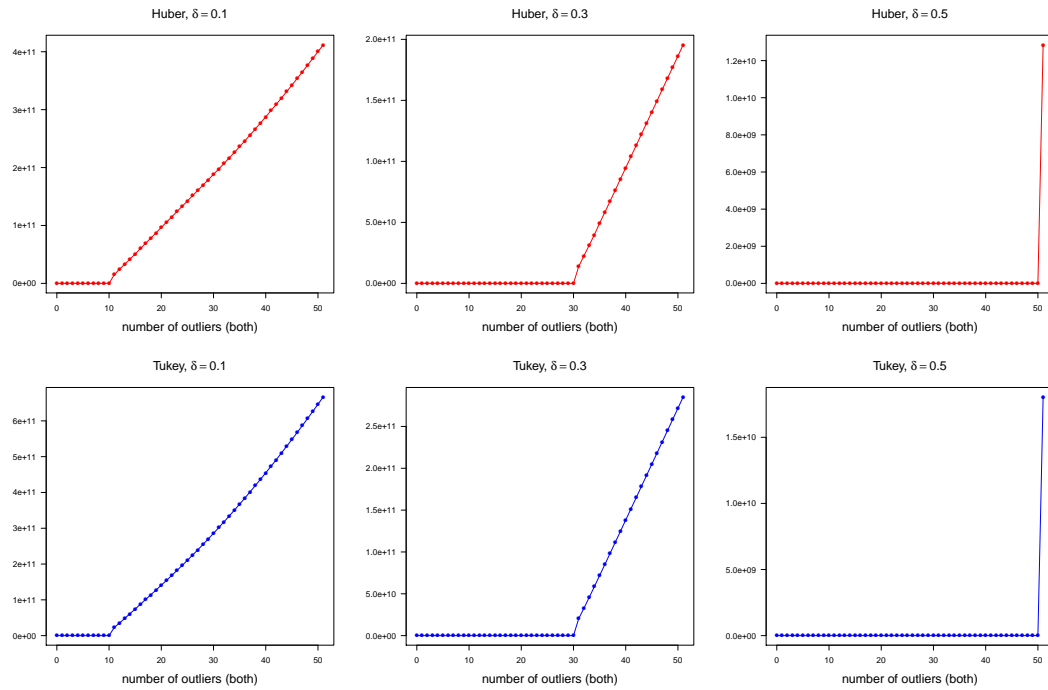 Huber, δ = 0.1
4e+11
3e+11
2e+11
1e+11
0e+00
0 10 20 30 40 50
number of outliers (both)
Huber, δ = 0.3
2.0e+11
1.5e+11
1.0e+11
5.0e+10
0.0e+00
0 10 20 30 40 50
number of outliers (both)
Huber, δ = 0.5
1.2e+10
1.0e+10
8.0e+09
6.0e+09
4.0e+09
2.0e+09
0.0e+00
0 10 20 30 40 50
number of outliers (both)
Tukey, δ = 0.1
6e+11
5e+11
4e+11
3e+11
2e+11
1e+11
0e+00
0 10 20 30 40 50
number of outliers (both)
Tukey, δ = 0.3
2.5e+11
2.0e+11
1.5e+11
1.0e+11
5.0e+10
0.0e+00
0 10 20 30 40 50
number of outliers (both)
Tukey, δ = 0.5
1.5e+10
1.0e+10
5.0e+09
0.0e+00
0 10 20 30 40 50
number of outliers (both)